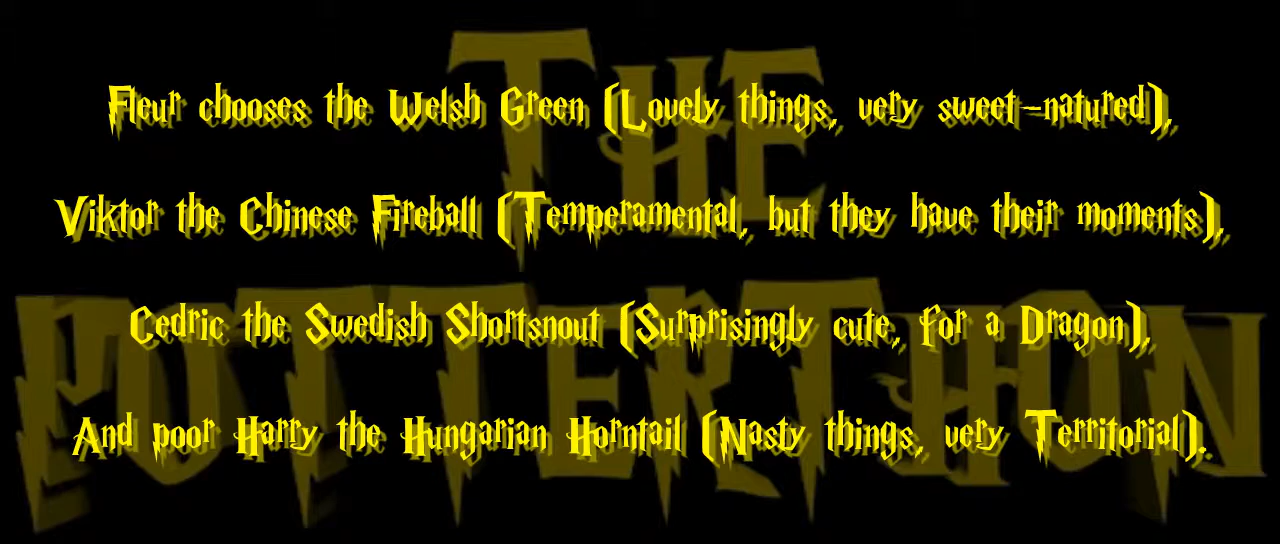 THE
POTTERTHON
Fleur chooses the Welsh Green (Lovely things, very sweet-natured),
Viktor the Chinese Fireball (Temperamental, but they have their moments),
Cedric the Swedish Shortsnout (Surprisingly cute, for a Dragon),
And poor Harry the Hungarian Horntail (Nasty things, very Territorial).